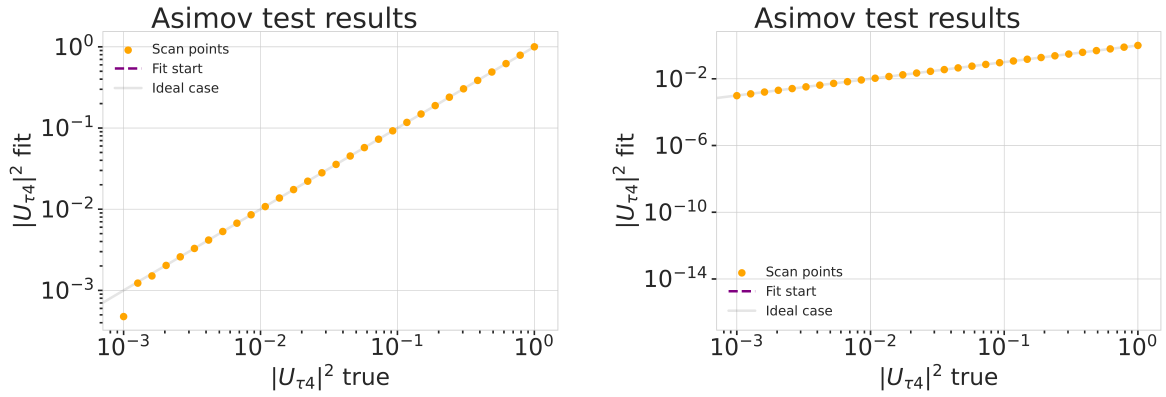 Asimov test results
10^0
10^-1
10^-2
10^-3
|U_τ4|^2 fit
Scan points
Fit start
Ideal case
10^-3 10^-2 10^-1 10^0
|U_τ4|^2 true
Asimov test results
10^-2
10^-6
10^-10
10^-14
|U_τ4|^2 fit
Scan points
Fit start
Ideal case
10^-3 10^-2 10^-1 10^0
|U_τ4|^2 true